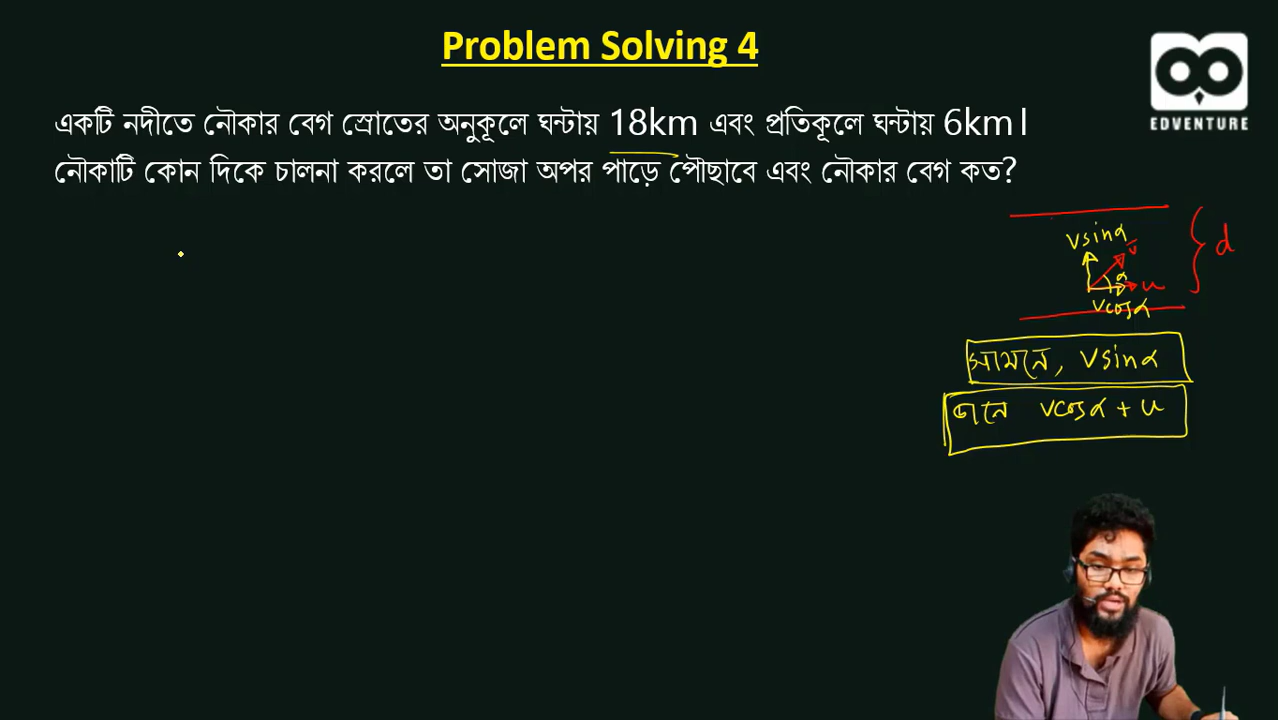 Problem Solving 4
EDVENTURE
একটি নদীতে নৌকার বেগ স্রোতের অনুকূলে ঘন্টায় 18km এবং প্রতিকূলে ঘন্টায় 6km।
নৌকাটি কোন দিকে চালনা করলে তা সোজা অপর পাড়ে পৌছাবে এবং নৌকার বেগ কত?
vsinα
v
d
α
u
vcosα
সামনে, vsinα
ডানে vcosα + u